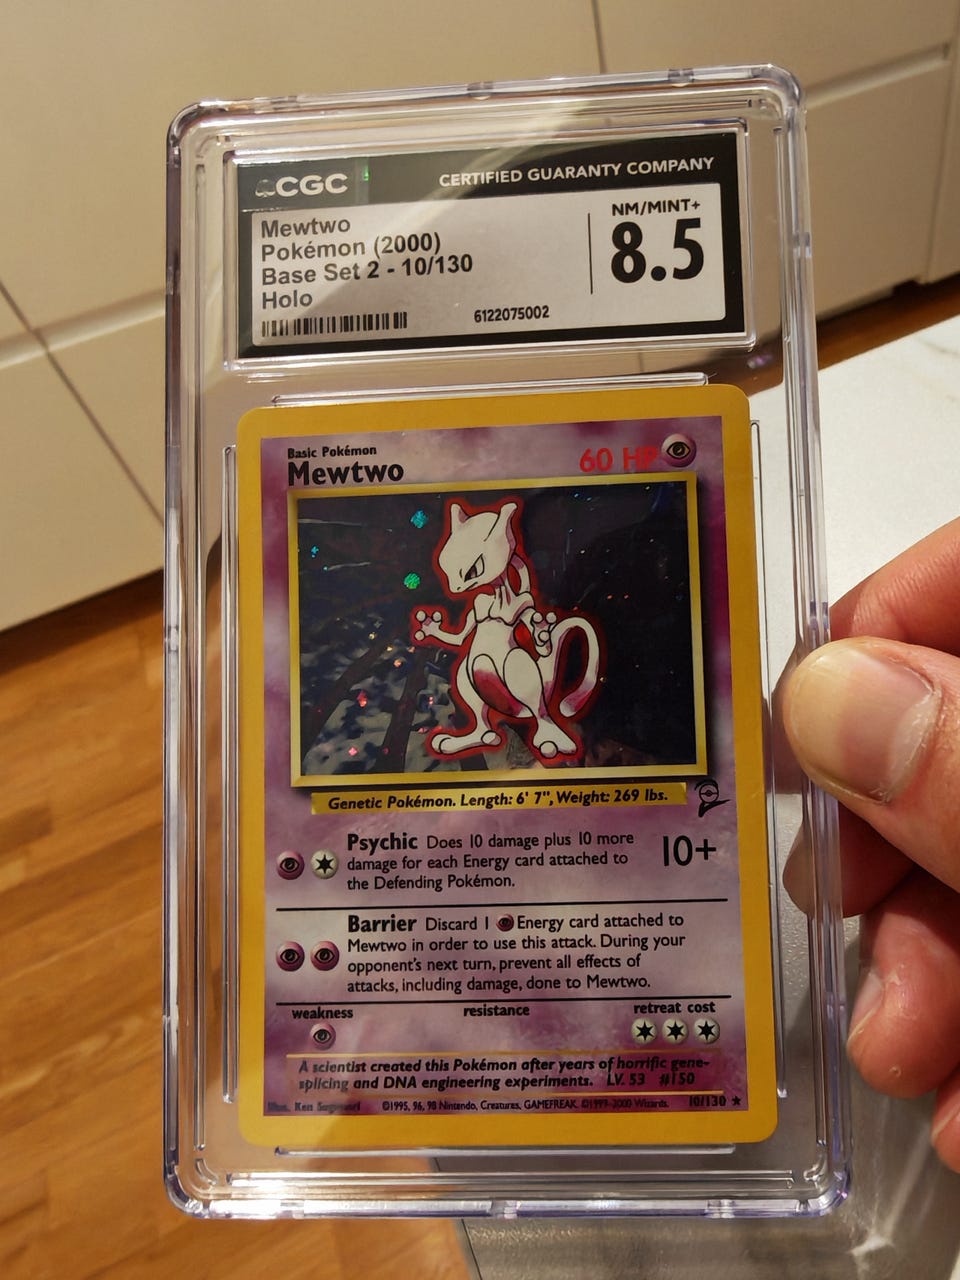 CGC
CERTIFIED GUARANTY COMPANY
Mewtwo
Pokémon (2000)
Base Set 2 - 10/130
Holo
NM/MINT+
8.5
6122075002
Basic Pokémon
Mewtwo
60 HP
Genetic Pokémon. Length: 6' 7", Weight: 269 lbs.
Psychic Does 10 damage plus 10 more
damage for each Energy card attached to
the Defending Pokémon.
10+
Barrier Discard 1 Energy card attached to
Mewtwo in order to use this attack. During your
opponent's next turn, prevent all effects of
attacks, including damage, done to Mewtwo.
weakness
resistance
retreat cost
A scientist created this Pokémon after years of horrific gene-
splicing and DNA engineering experiments. LV. 53 #150
Illus. Ken Sugimori ©1995, 96, 98 Nintendo, Creatures, GAMEFREAK. ©1999-2000 Wizards. 10/130 ★